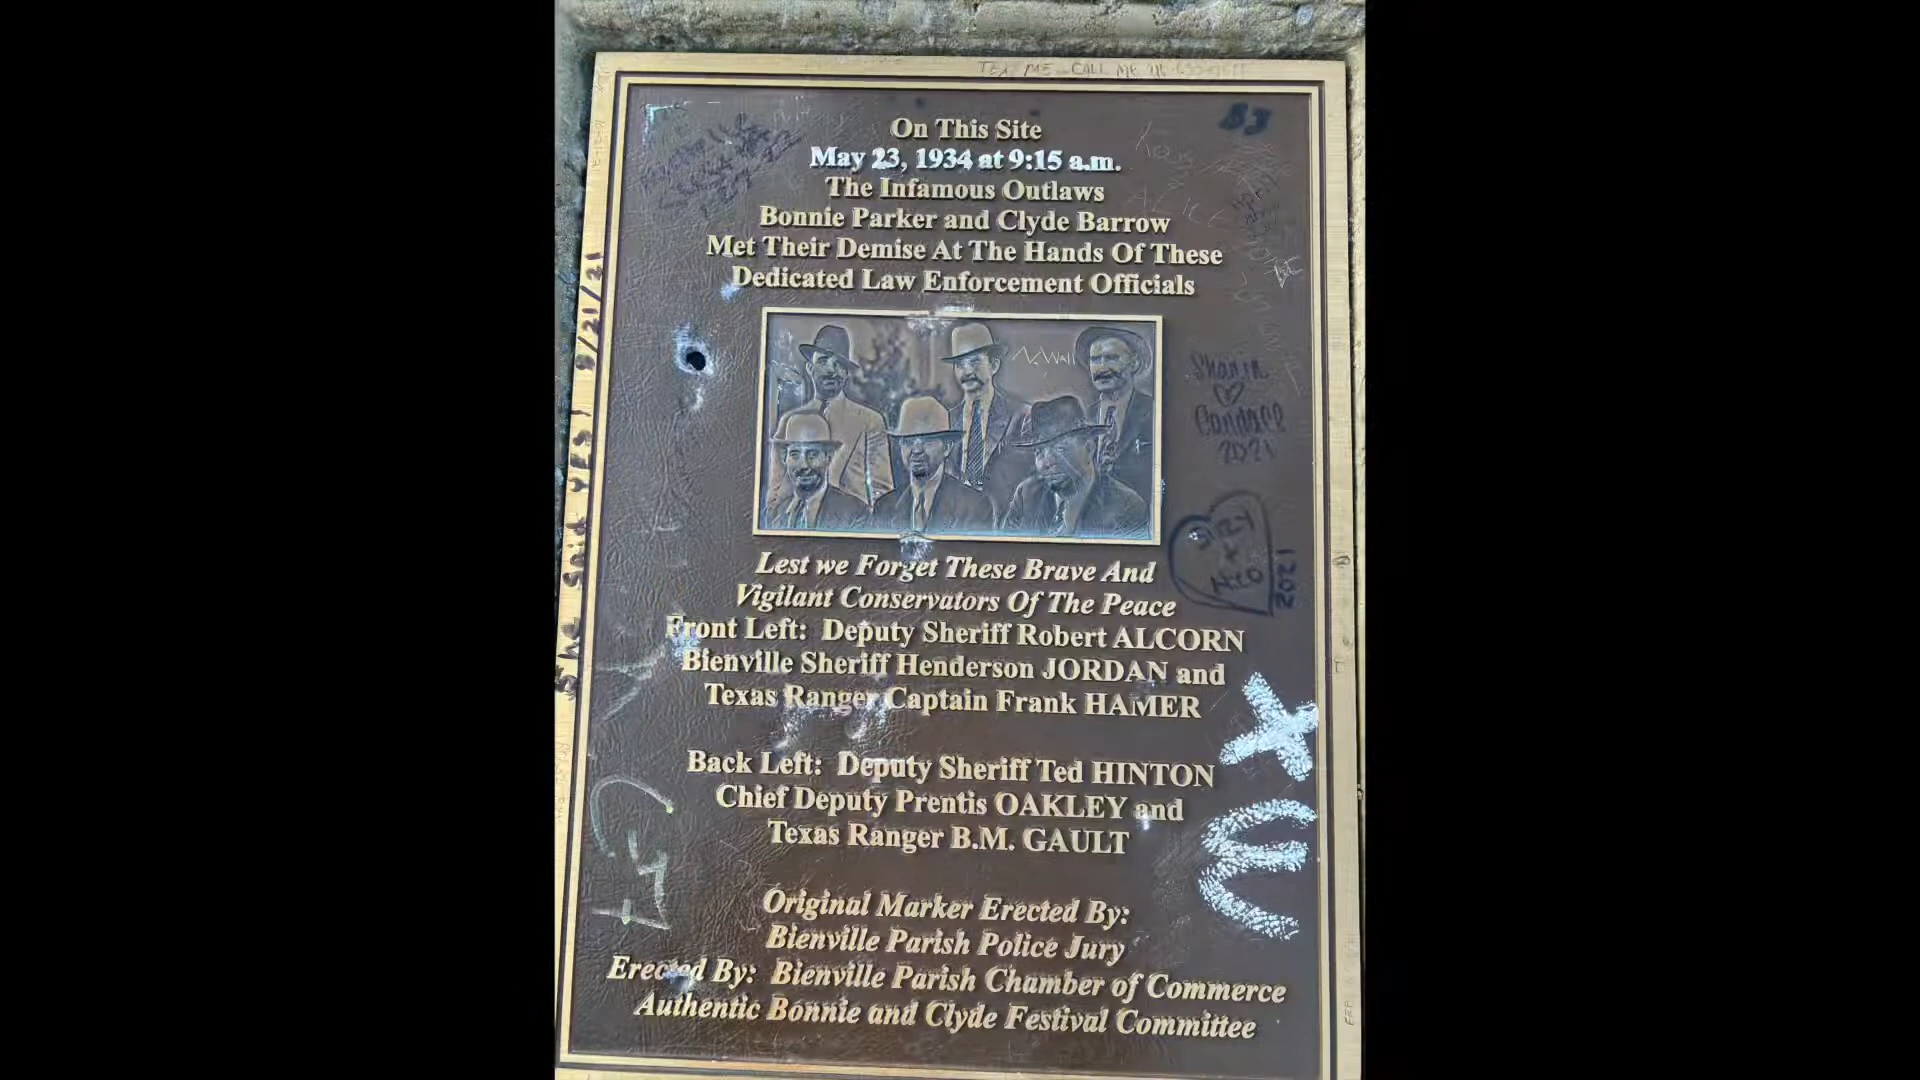 On This Site
May 23, 1934 at 9:15 a.m.
The Infamous Outlaws
Bonnie Parker and Clyde Barrow
Met Their Demise At The Hands Of These
Dedicated Law Enforcement Officials
Lest we Forget These Brave And
Vigilant Conservators Of The Peace
Front Left: Deputy Sheriff Robert ALCORN
Bienville Sheriff Henderson JORDAN and
Texas Ranger Captain Frank HAMER
Back Left: Deputy Sheriff Ted HINTON
Chief Deputy Prentis OAKLEY and
Texas Ranger B.M. GAULT
Original Marker Erected By:
Bienville Parish Police Jury
Erected By: Bienville Parish Chamber of Commerce
Authentic Bonnie and Clyde Festival Committee
She said YES!
Candace
2021
2021